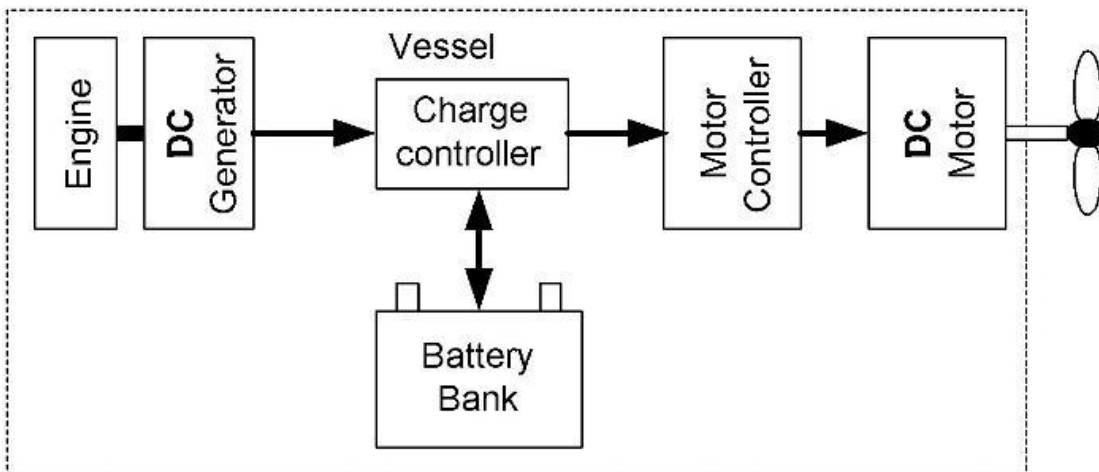 Vessel
Engine
DC
Generator
Charge
controller
Motor
Controller
DC
Motor
Battery
Bank